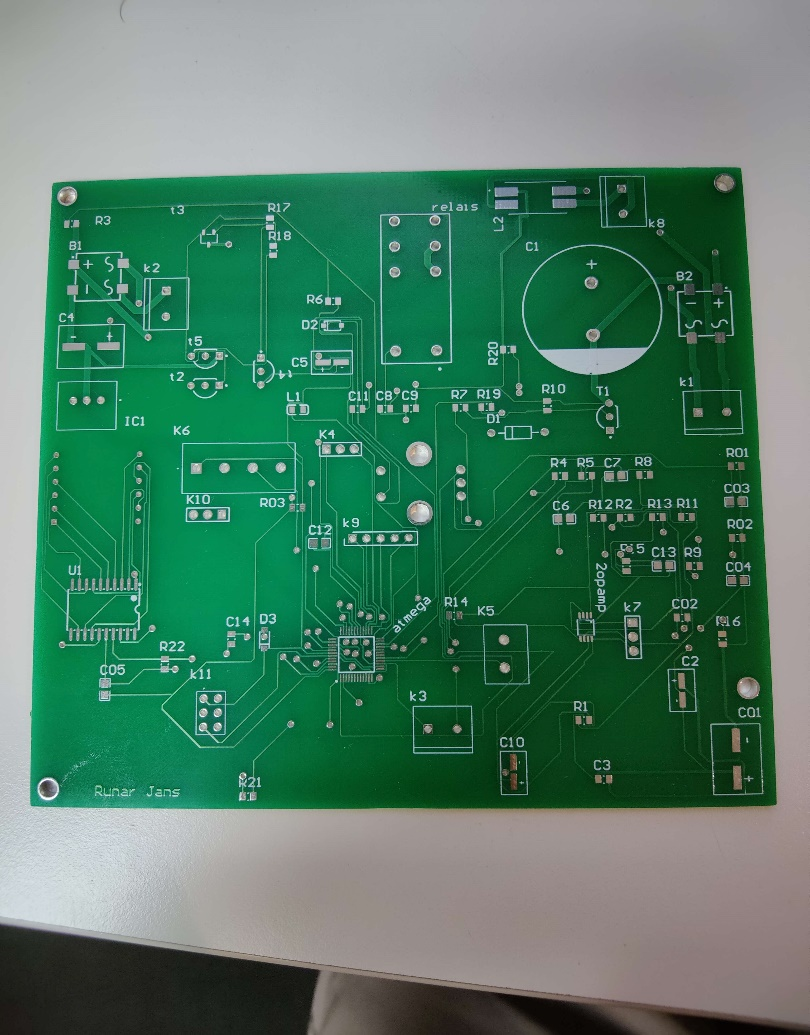 relais
t3
R17
R3
R18
L2
k8
C1
B1
k2
+
B2
R6
C4
D2
t5
R20
C5
t4
t2
k1
L1
C11
C8
C9
R7
R19
R10
T1
IC1
D1
K6
K4
R01
R4
R5
C7
R8
K10
R03
C03
k9
C6
R12
R2
R13
R11
C12
R02
C13
R9
U1
2opamp
C04
atmega
R14
K5
k7
C02
C14
D3
R16
R22
C05
k11
C2
k3
R1
CQ1
C10
C3
R21
Runar Jans